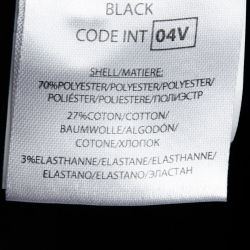 BLACK
CODE INT 04V
SHELL/MATIERE:
70%POLYESTER/POLYESTER/POLYESTER/
POLIÉSTER/POLIESTERE/ПОЛИЭСТР
27%COTON/COTTON/
BAUMWOLLE/ALGODÓN/
COTONE/ХЛОПОК
3%ELASTHANNE/ELASTANE/ELASTHANNE/
ELASTANO/ELASTANO/ЭЛАСТАН